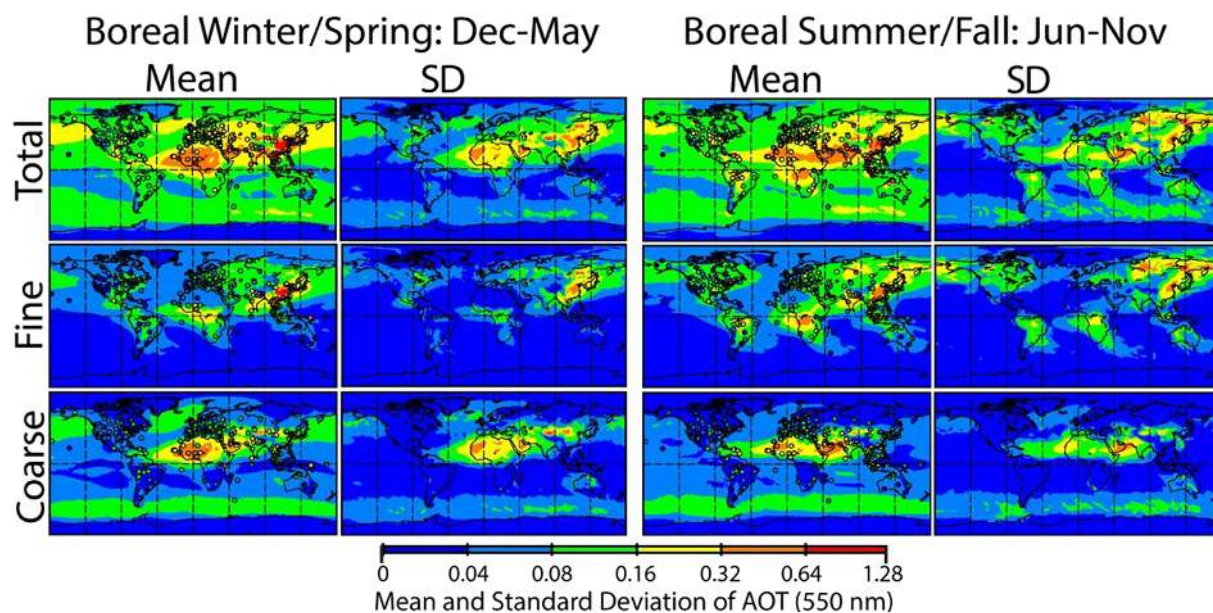 Boreal Winter/Spring: Dec-May
Boreal Summer/Fall: Jun-Nov
Mean
SD
Mean
SD
Total
Fine
Coarse
0
0.04
0.08
0.16
0.32
0.64
1.28
Mean and Standard Deviation of AOT (550 nm)